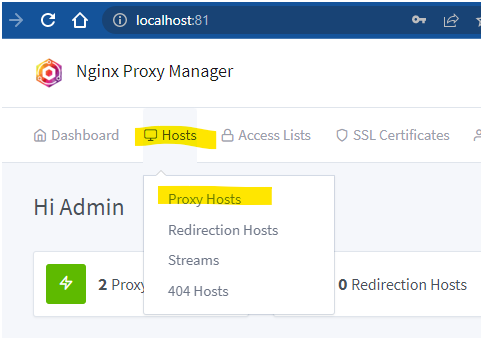 localhost:81
Nginx Proxy Manager
Dashboard Hosts Access Lists SSL Certificates
Hi Admin
Proxy Hosts
Redirection Hosts
Streams
404 Hosts
2 Proxy
0 Redirection Hosts